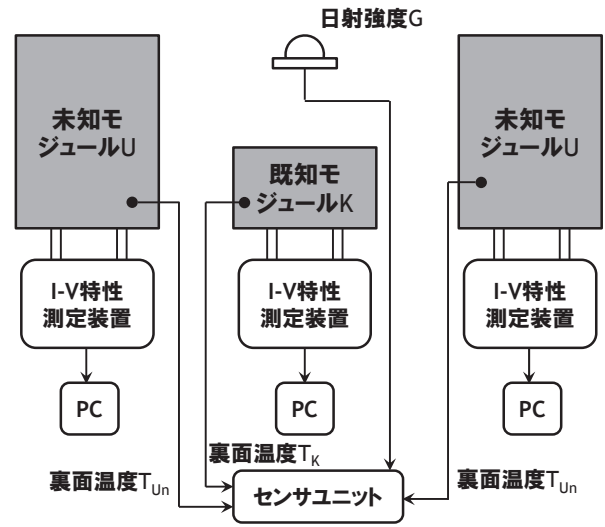 日射強度G
未知モ
ジュールU
既知モ
ジュールK
未知モ
ジュールU
I-V特性
測定装置
I-V特性
測定装置
I-V特性
測定装置
PC
PC
PC
裏面温度TUn
裏面温度TK
裏面温度TUn
センサユニット